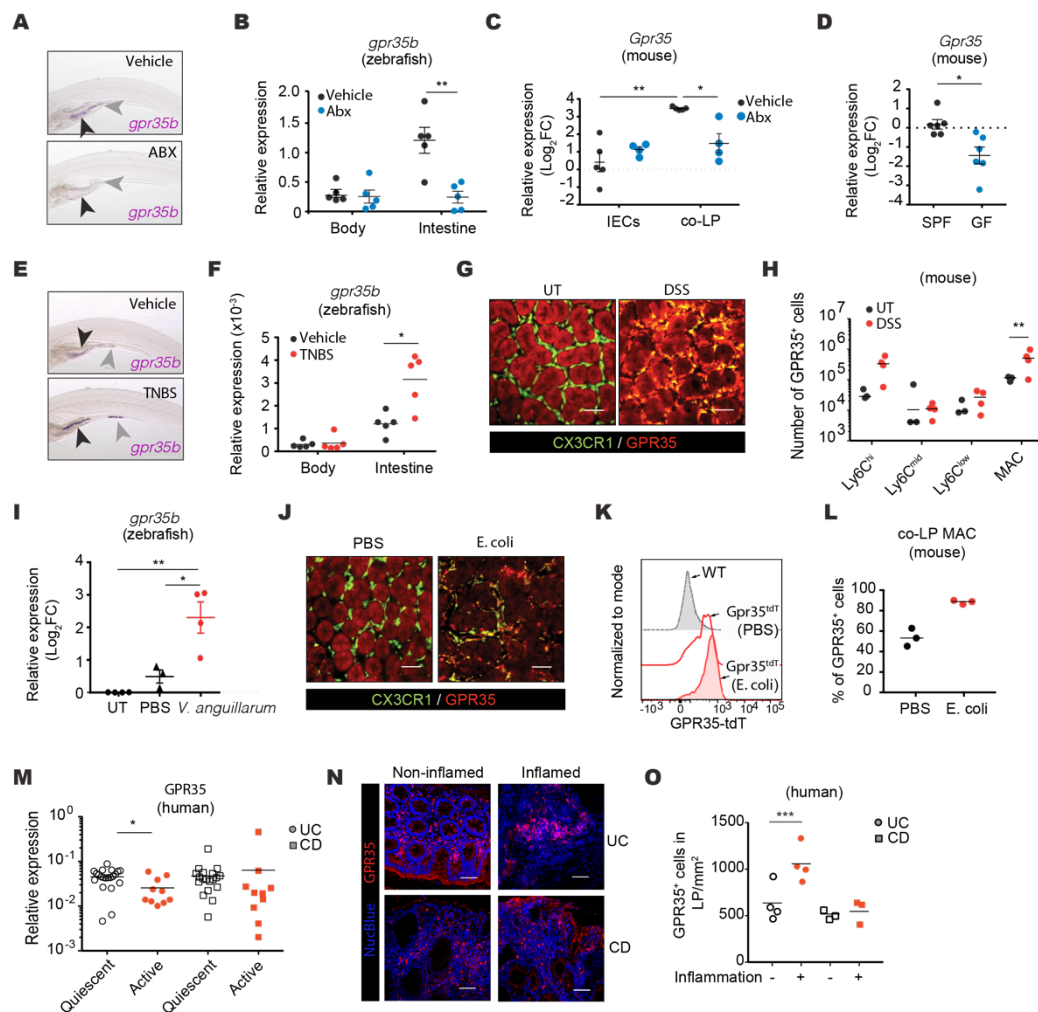 A
Vehicle
gpr35b
ABX
gpr35b
B
gpr35b
(zebrafish)
Relative expression
2.0
1.5
1.0
0.5
0
Vehicle
Abx
**
Body
Intestine
C
Gpr35
(mouse)
Relative expression
(Log₂FC)
4
3
2
1
0
-1
-2
** *
Vehicle
Abx
IECs
co-LP
D
Gpr35
(mouse)
Relative expression
(Log₂FC)
4
3
2
1
0
-1
-2
-3
-4
*
SPF
GF
E
Vehicle
gpr35b
TNBS
gpr35b
F
gpr35b
(zebrafish)
Relative expression (x10⁻³)
5
4
3
2
1
0
Vehicle
TNBS
*
Body
Intestine
G
UT
DSS
CX3CR1 / GPR35
H
(mouse)
Number of GPR35⁺ cells
10⁷
10⁶
10⁵
10⁴
10³
UT
DSS
**
Ly6Cʰⁱ
Ly6Cᵐⁱᵈ
Ly6Cˡᵒʷ
MAC
I
gpr35b
(zebrafish)
Relative expression
(Log₂FC)
4
3
2
1
0
**
*
UT
PBS
V. anguillarum
J
PBS
E. coli
CX3CR1 / GPR35
K
Normalized to mode
WT
Gpr35ᵗᵈᵀ
(PBS)
Gpr35ᵗᵈᵀ
(E. coli)
-10³ 0 10³ 10⁴ 10⁵
GPR35-tdT
L
co-LP MAC
(mouse)
% of GPR35⁺ cells
100
80
60
40
20
0
PBS
E. coli
M
GPR35
(human)
Relative expression
10⁰
10⁻¹
10⁻²
10⁻³
*
UC
CD
Quiescent
Active
Quiescent
Active
N
Non-inflamed
Inflamed
GPR35
NucBlue
UC
CD
O
(human)
GPR35⁺ cells in
LP/mm²
1500
1000
500
0
***
UC
CD
Inflammation - + - +